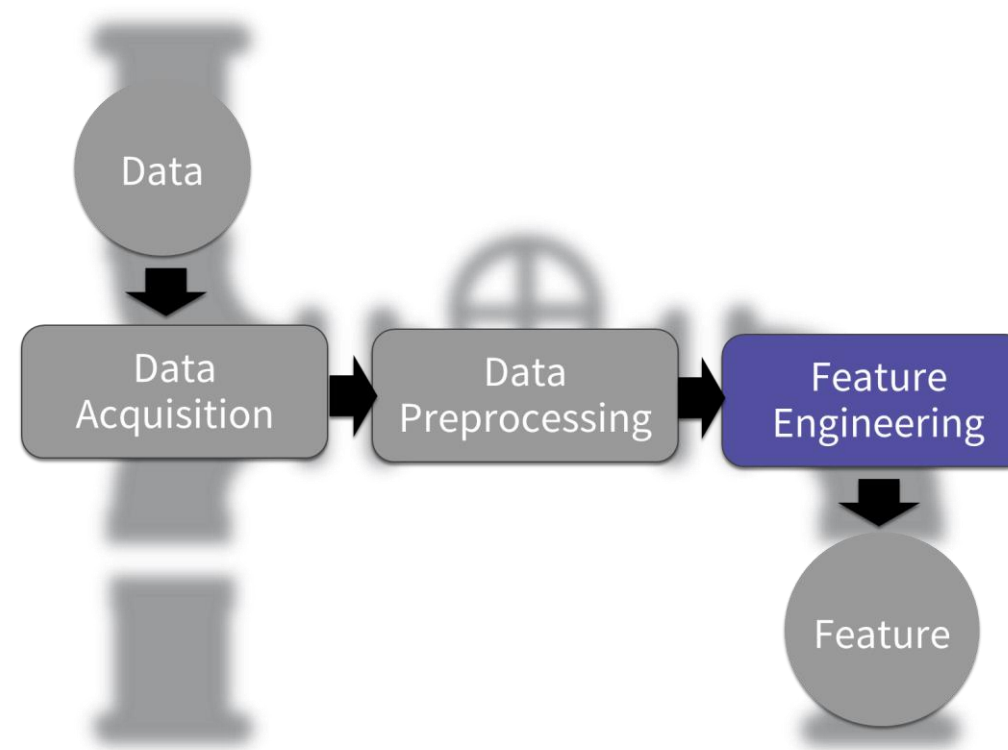 Data
Data
Acquisition
Data
Preprocessing
Feature
Engineering
Feature